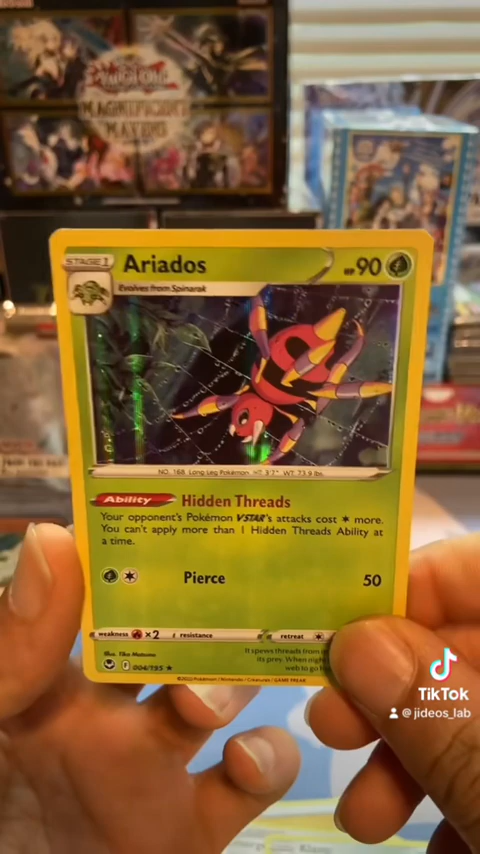 MAGNIFICENT
MAVENS
STAGE 1
Ariados
HP 90
Evolves from Spinarak
NO. 168 Long Leg Pokémon HT: 3'7" WT: 73.9 lbs.
Ability
Hidden Threads
Your opponent's Pokémon VSTAR's attacks cost ✴ more.
You can't apply more than 1 Hidden Threads Ability at
a time.
Pierce
50
weakness ×2 resistance
retreat
Illus. Tika Matsuno
It spews threads from
its prey. When nigh
web to go
F 004/195 ★
©2022 Pokémon / Nintendo / Creatures / GAME FREAK
TikTok
@jideos_lab